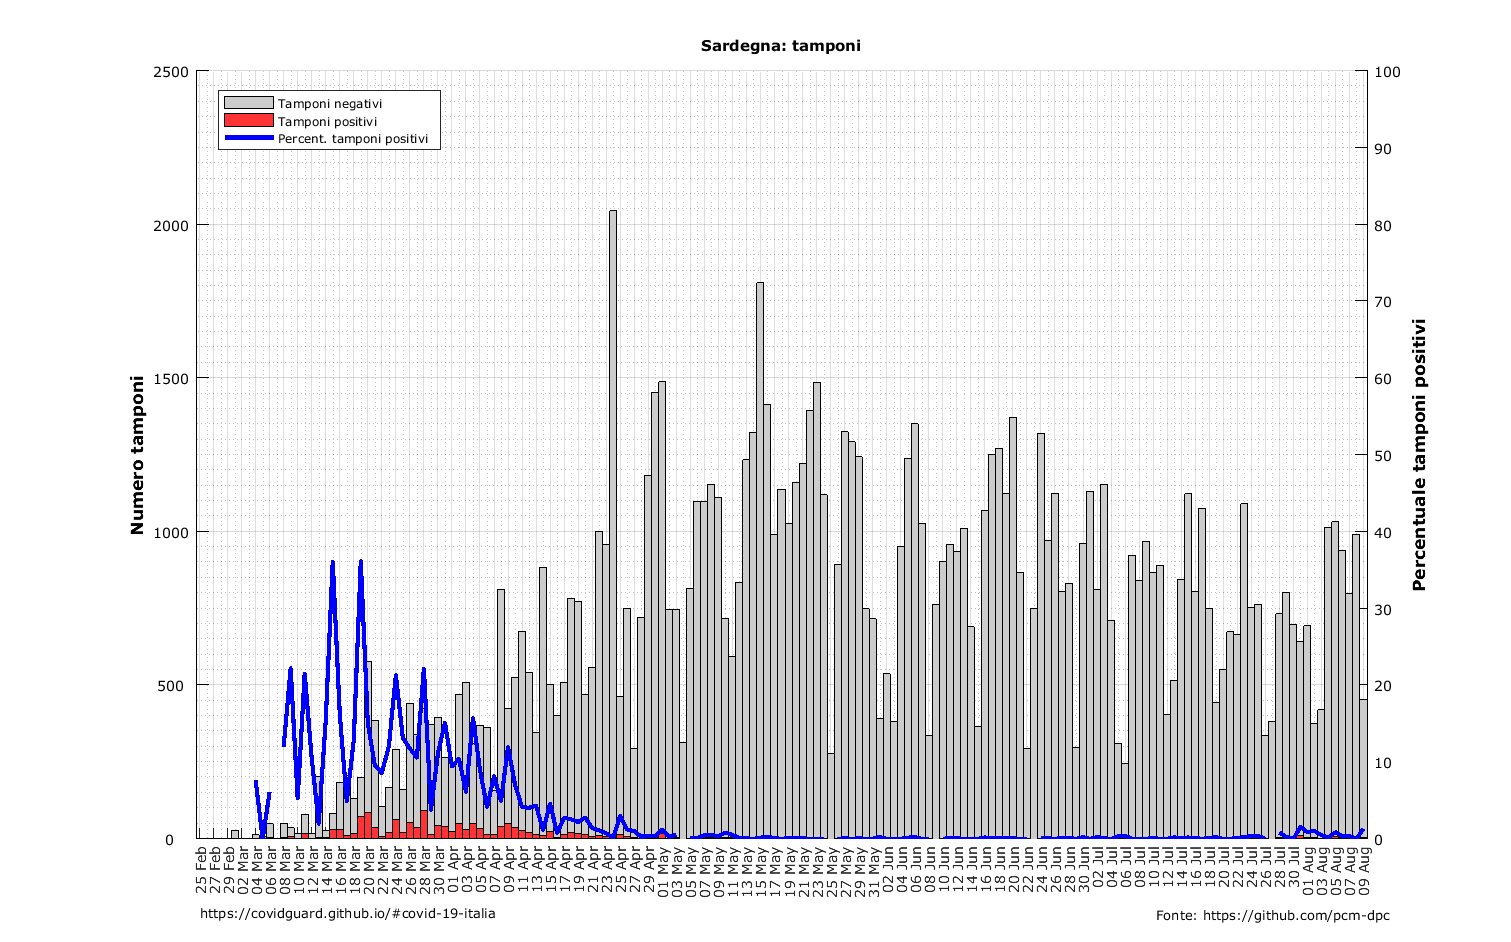 Sardegna: tamponi
2500
2000
1500
1000
500
0
100
90
80
70
60
50
40
30
20
10
0
Tamponi negativi
Tamponi positivi
Percent. tamponi positivi
Numero tamponi
Percentuale tamponi positivi
25 Feb
27 Feb
29 Feb
02 Mar
04 Mar
06 Mar
08 Mar
10 Mar
12 Mar
14 Mar
16 Mar
18 Mar
20 Mar
22 Mar
24 Mar
26 Mar
28 Mar
30 Mar
01 Apr
03 Apr
05 Apr
07 Apr
09 Apr
11 Apr
13 Apr
15 Apr
17 Apr
19 Apr
21 Apr
23 Apr
25 Apr
27 Apr
29 Apr
01 May
03 May
05 May
07 May
09 May
11 May
13 May
15 May
17 May
19 May
21 May
23 May
25 May
27 May
29 May
31 May
02 Jun
04 Jun
06 Jun
08 Jun
10 Jun
12 Jun
14 Jun
16 Jun
18 Jun
20 Jun
22 Jun
24 Jun
26 Jun
28 Jun
30 Jun
02 Jul
04 Jul
06 Jul
08 Jul
10 Jul
12 Jul
14 Jul
16 Jul
18 Jul
20 Jul
22 Jul
24 Jul
26 Jul
28 Jul
30 Jul
01 Aug
03 Aug
05 Aug
07 Aug
09 Aug
https://covidguard.github.io/#covid-19-italia
Fonte: https://github.com/pcm-dpc